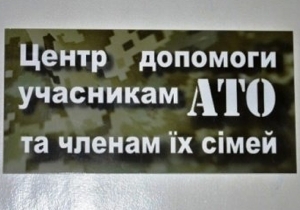 Центр допомоги
учасникам АТО
та членам їх сімей